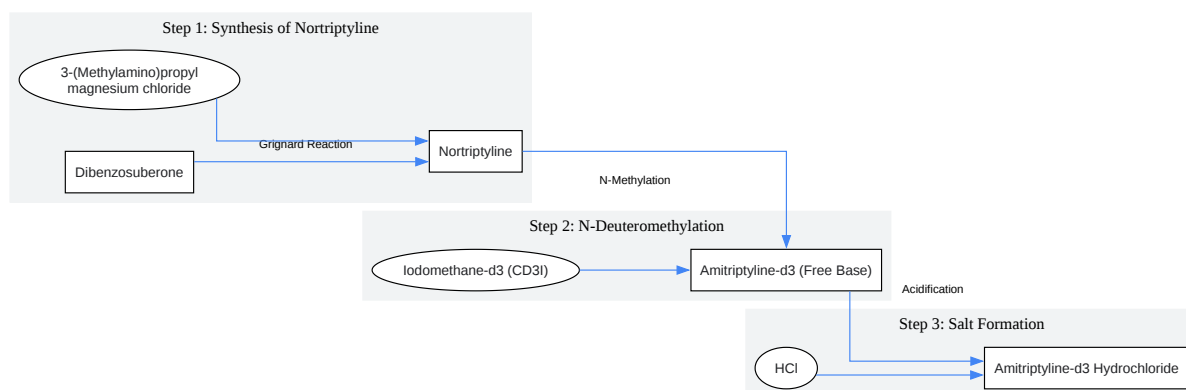 Step 1: Synthesis of Nortriptyline
3-(Methylamino)propyl
magnesium chloride
Grignard Reaction
Nortriptyline
Dibenzosuberone
N-Methylation
Step 2: N-Deuteromethylation
Iodomethane-d3 (CD3I)
Amitriptyline-d3 (Free Base)
Acidification
Step 3: Salt Formation
HCl
Amitriptyline-d3 Hydrochloride